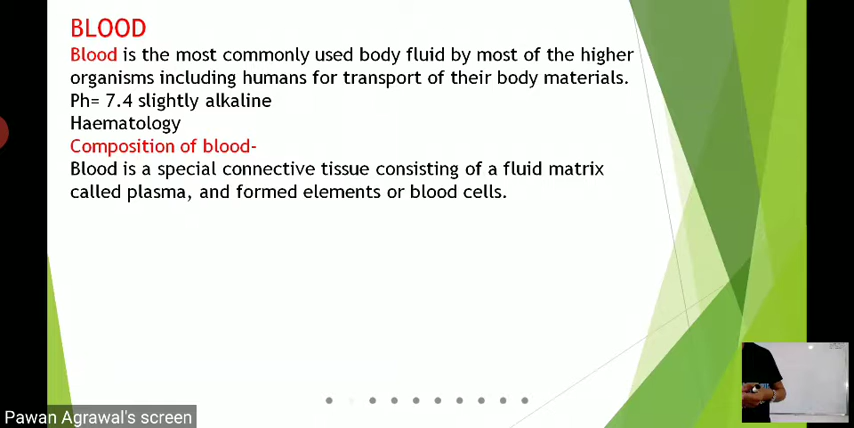 BLOOD
Blood is the most commonly used body fluid by most of the higher
organisms including humans for transport of their body materials.
Ph= 7.4 slightly alkaline
Haematology
Composition of blood-
Blood is a special connective tissue consisting of a fluid matrix
called plasma, and formed elements or blood cells.
Pawan Agrawal's screen